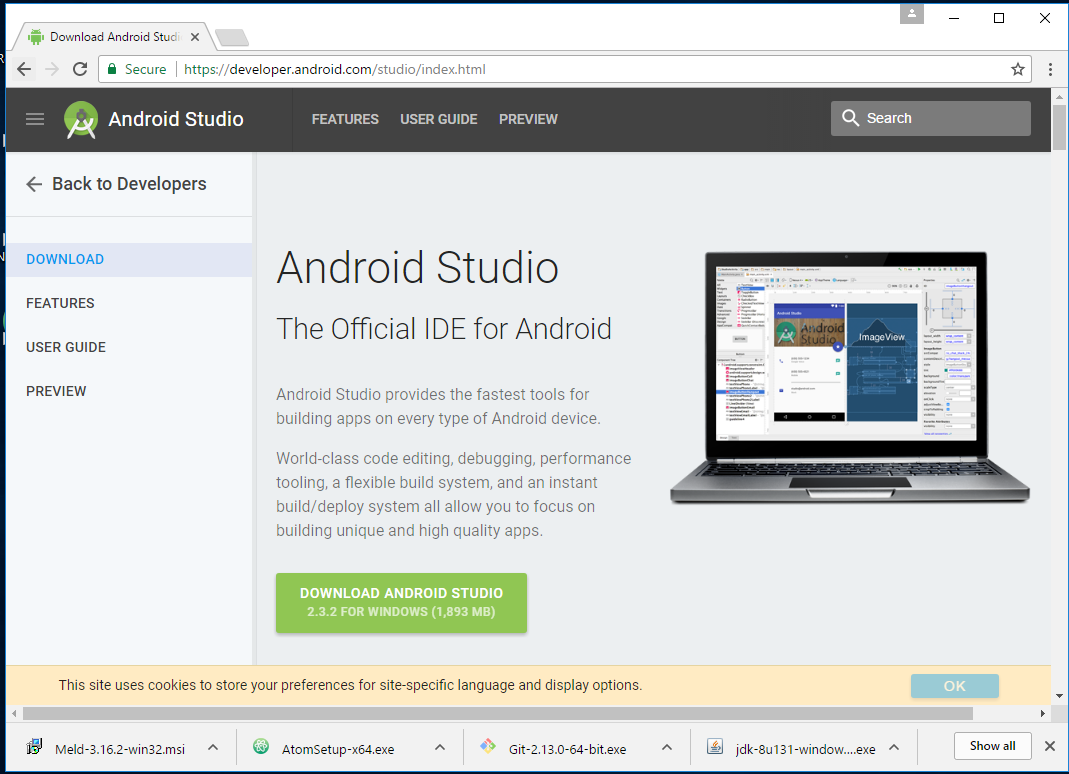 Download Android Studi
Secure
https://developer.android.com/studio/index.html
Android Studio
FEATURES
USER GUIDE
PREVIEW
Search
Back to Developers
DOWNLOAD
FEATURES
USER GUIDE
PREVIEW
Android Studio
The Official IDE for Android
Android Studio provides the fastest tools for
building apps on every type of Android device.
World-class code editing, debugging, performance
tooling, a flexible build system, and an instant
build/deploy system all allow you to focus on
building unique and high quality apps.
DOWNLOAD ANDROID STUDIO
2.3.2 FOR WINDOWS (1,893 MB)
Android Studio
Android
Studio
ImageView
This site uses cookies to store your preferences for site-specific language and display options.
OK
Meld-3.16.2-win32.msi
AtomSetup-x64.exe
Git-2.13.0-64-bit.exe
jdk-8u131-window....exe
Show all